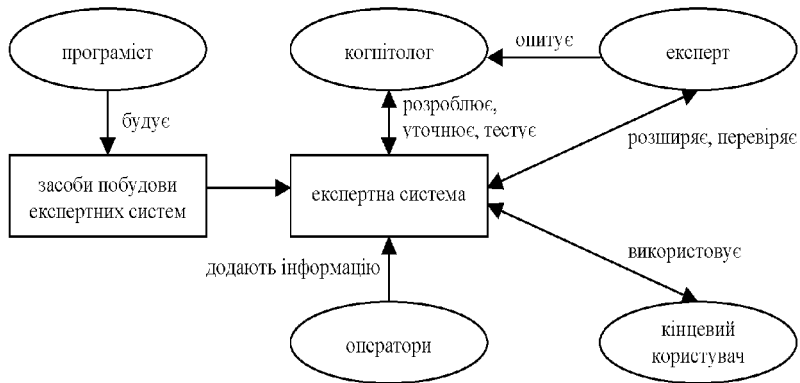 програміст
когнітолог
опитує
експерт
будує
розроблює,
уточнює, тестує
розширяє, перевіряє
засоби побудови
експертних систем
експертна система
додають інформацію
використовує
оператори
кінцевий
користувач